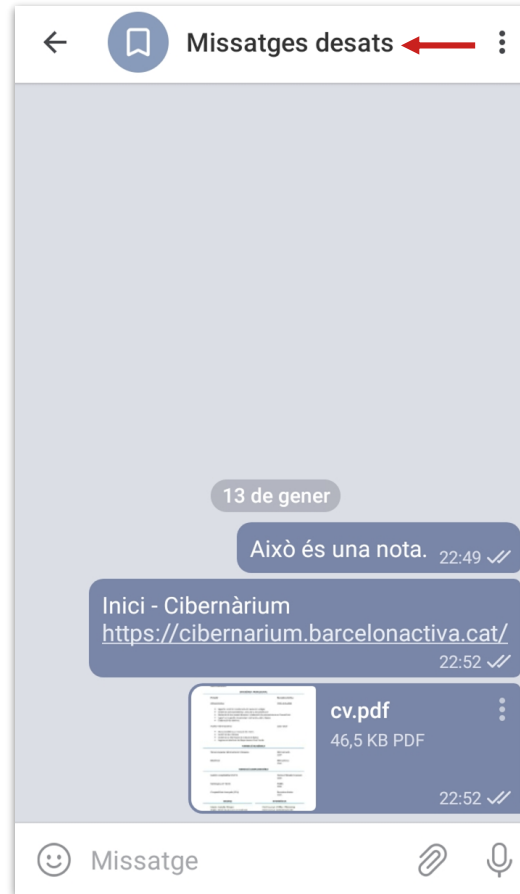 Missatges desats
13 de gener
Això és una nota. 22:49
Inici - Cibernàrium
https://cibernarium.barcelonactiva.cat/
22:52
cv.pdf
46,5 KB PDF
22:52
Missatge